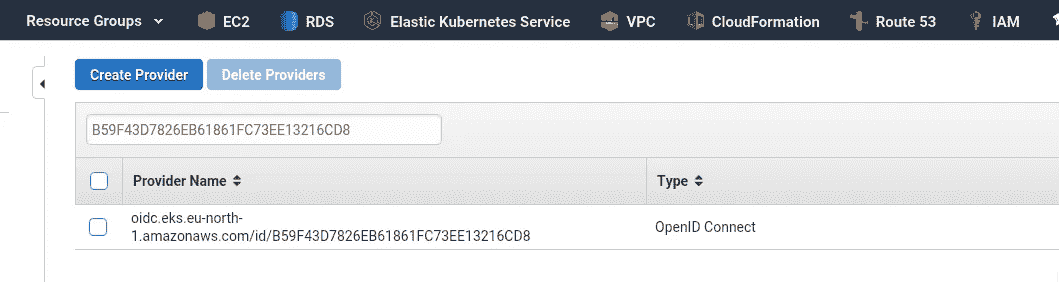 Resource Groups EC2 RDS Elastic Kubernetes Service VPC CloudFormation Route 53 IAM
Create Provider Delete Providers
B59F43D7826EB61861FC73EE13216CD8
Provider Name Type
oidc.eks.eu-north-
1.amazonaws.com/id/B59F43D7826EB61861FC73EE13216CD8 OpenID Connect